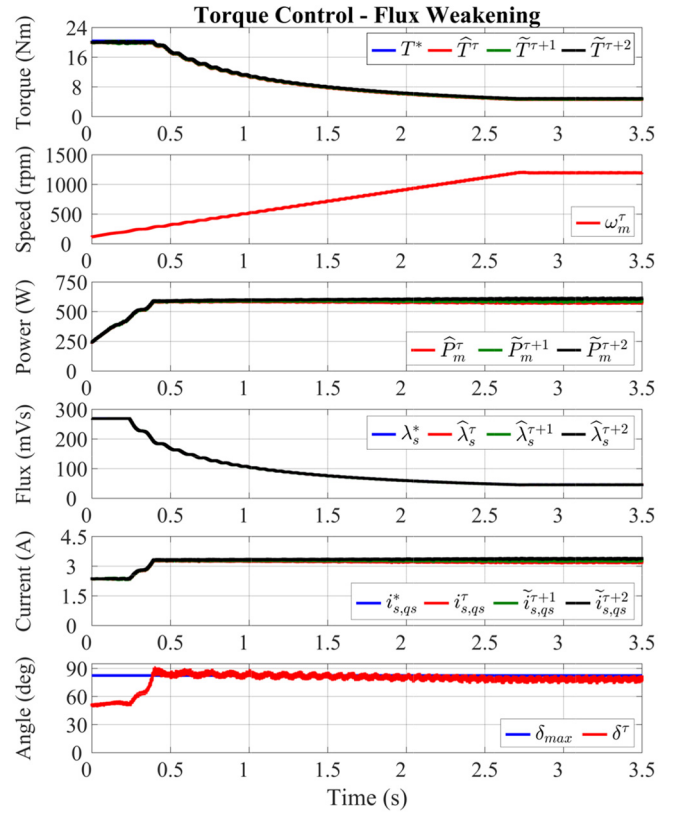 Torque Control - Flux Weakening
Torque (Nm)
24
16
8
0
T* T̂^τ T̃^{τ+1} T̃^{τ+2}
0 0.5 1 1.5 2 2.5 3 3.5
Speed (rpm)
1500
1000
500
0
ω_m^τ
0 0.5 1 1.5 2 2.5 3 3.5
Power (W)
750
500
250
0
P̂_m^τ P̃_m^{τ+1} P̃_m^{τ+2}
0 0.5 1 1.5 2 2.5 3 3.5
Flux (mVs)
300
200
100
0
λ_s^* λ̂_s^τ λ̂_s^{τ+1} λ̂_s^{τ+2}
0 0.5 1 1.5 2 2.5 3 3.5
Current (A)
4.5
3
1.5
0
i_{s,qs}^* i_{s,qs}^τ ĩ_{s,qs}^{τ+1} ĩ_{s,qs}^{τ+2}
0 0.5 1 1.5 2 2.5 3 3.5
Angle (deg)
90
60
30
0
δ_{max} δ^τ
0 0.5 1 1.5 2 2.5 3 3.5
Time (s)